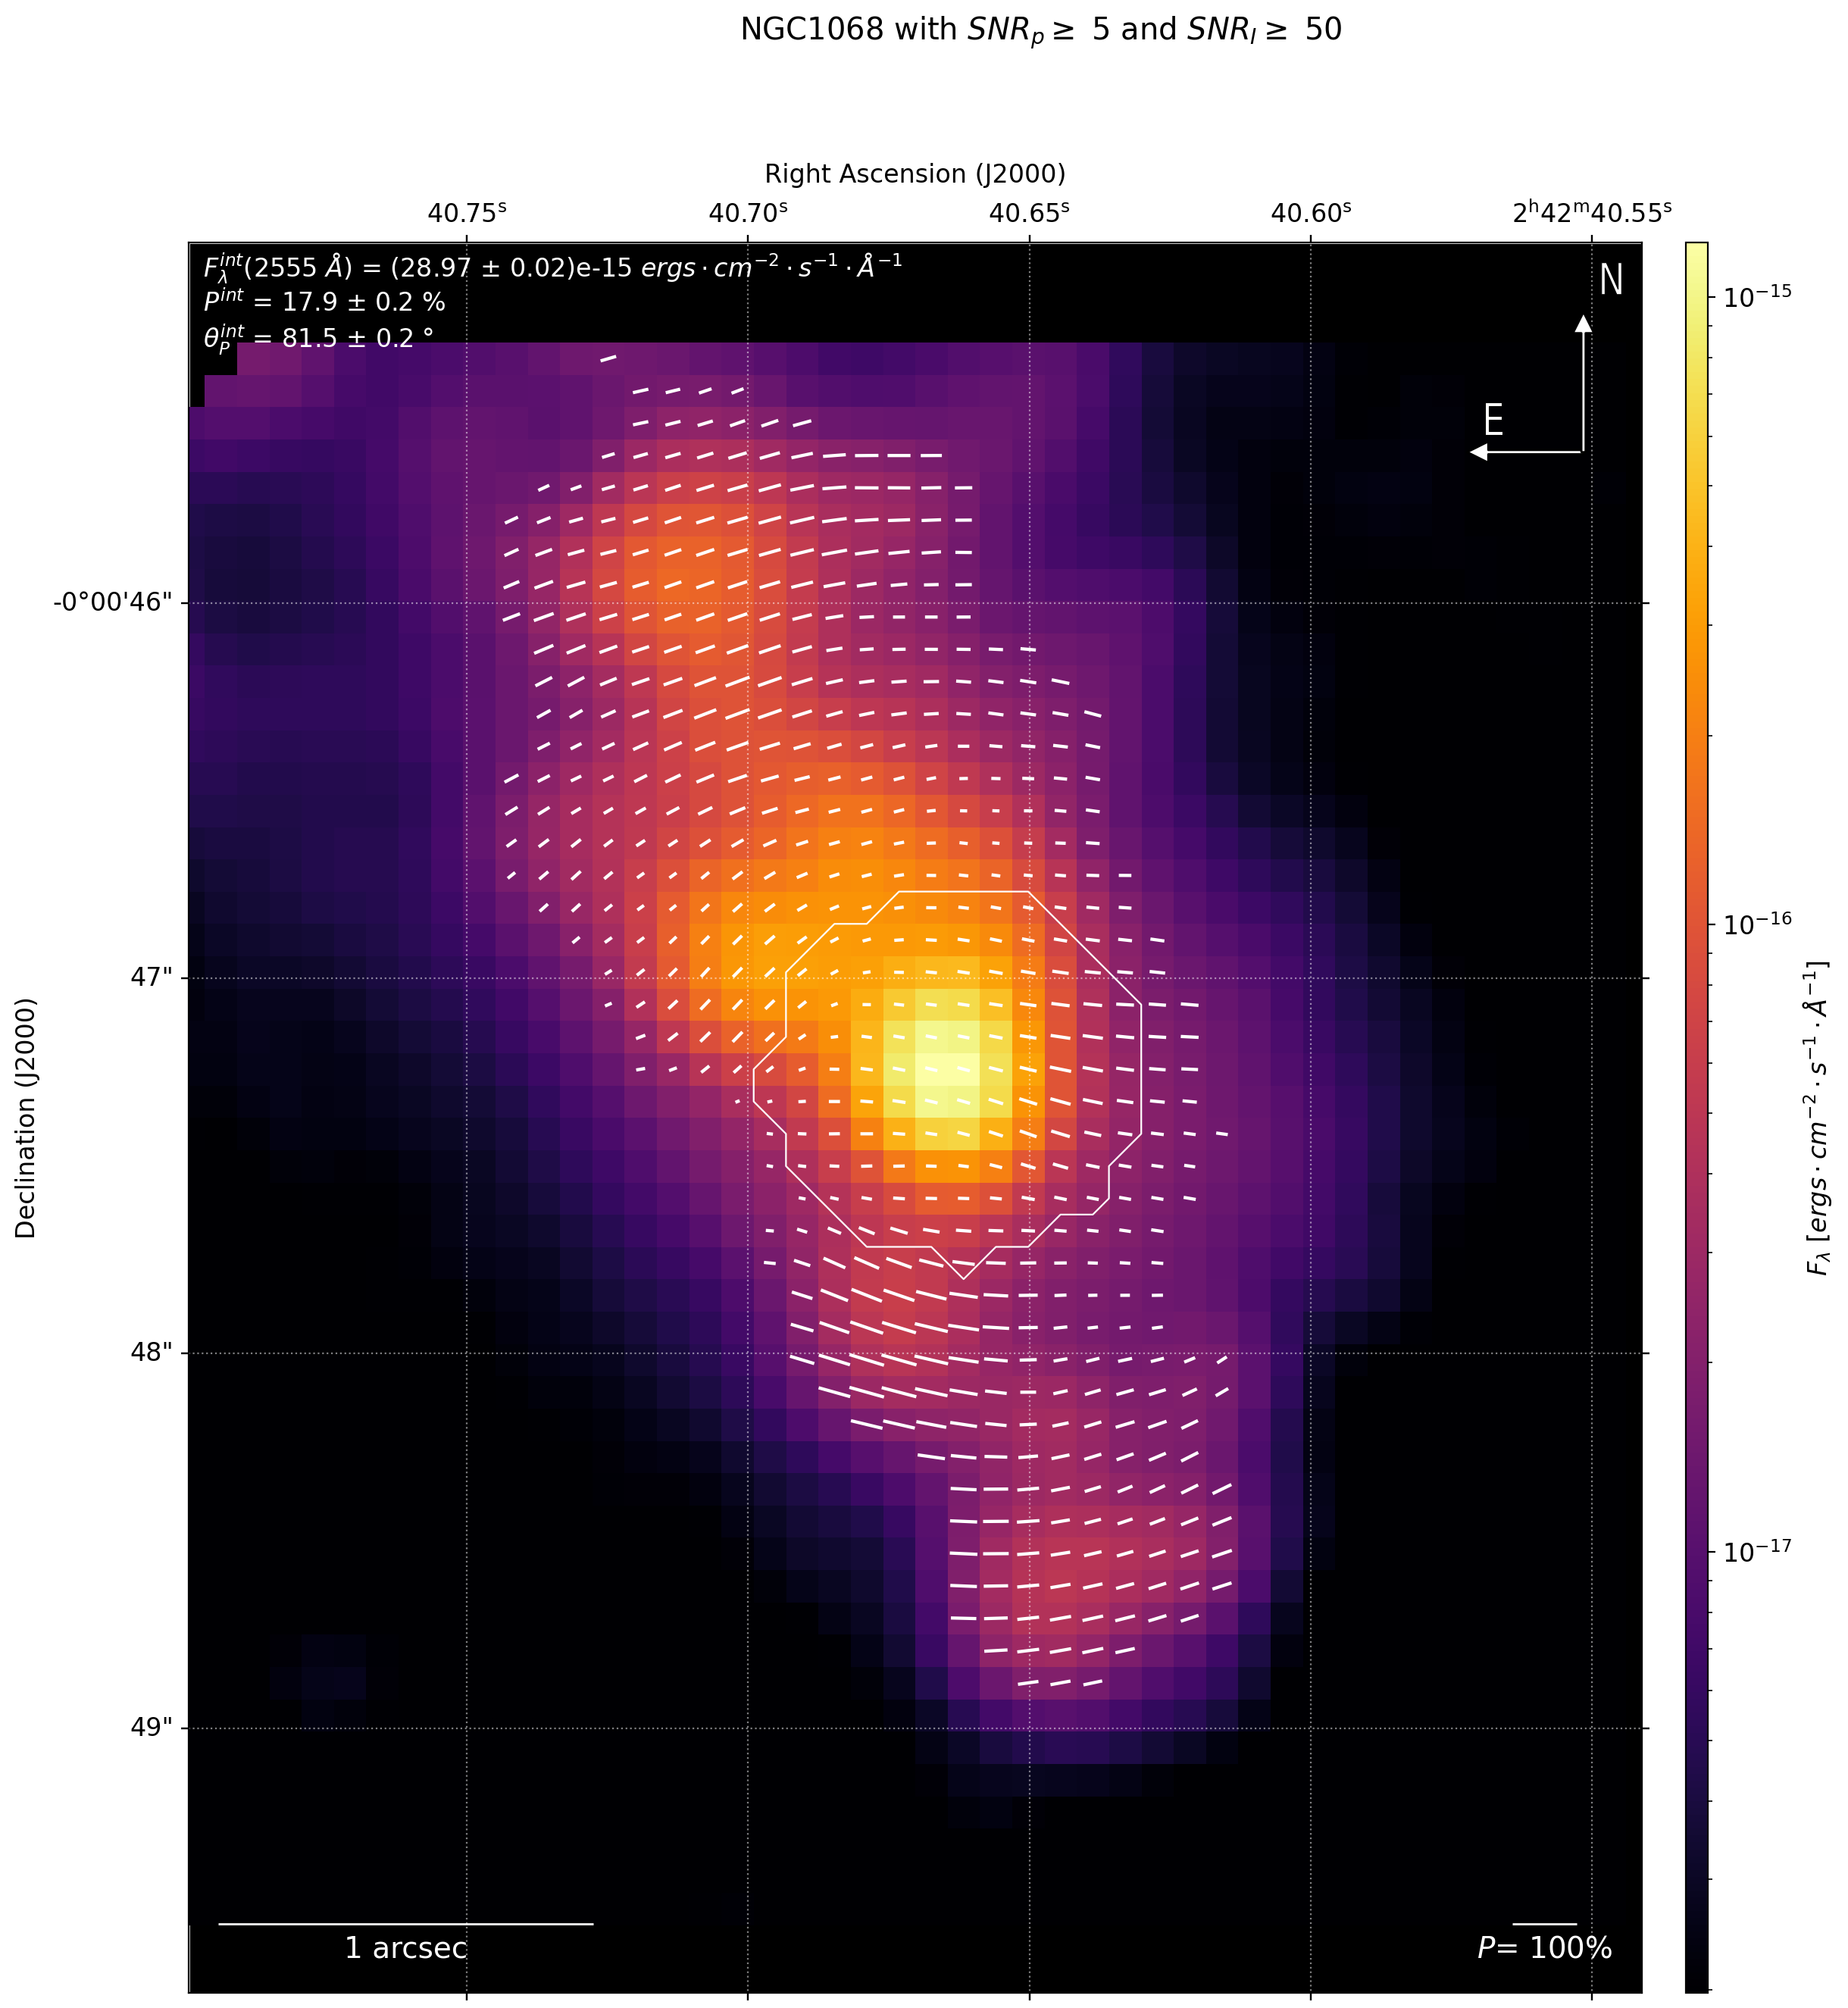 NGC1068 with SNR_p ≥ 5 and SNR_I ≥ 50
Right Ascension (J2000)
40.75ˢ 40.70ˢ 40.65ˢ 40.60ˢ 2ʰ42ᵐ40.55ˢ
F_λ^int(2555 Å) = (28.97 ± 0.02)e-15 ergs · cm⁻² · s⁻¹ · Å⁻¹
P^int = 17.9 ± 0.2 %
θ_P^int = 81.5 ± 0.2 °
N
E
10⁻¹⁵
10⁻¹⁶
10⁻¹⁷
F_λ [ergs · cm⁻² · s⁻¹ · Å⁻¹]
Declination (J2000)
-0°00'46"
47"
48"
49"
1 arcsec
P= 100%